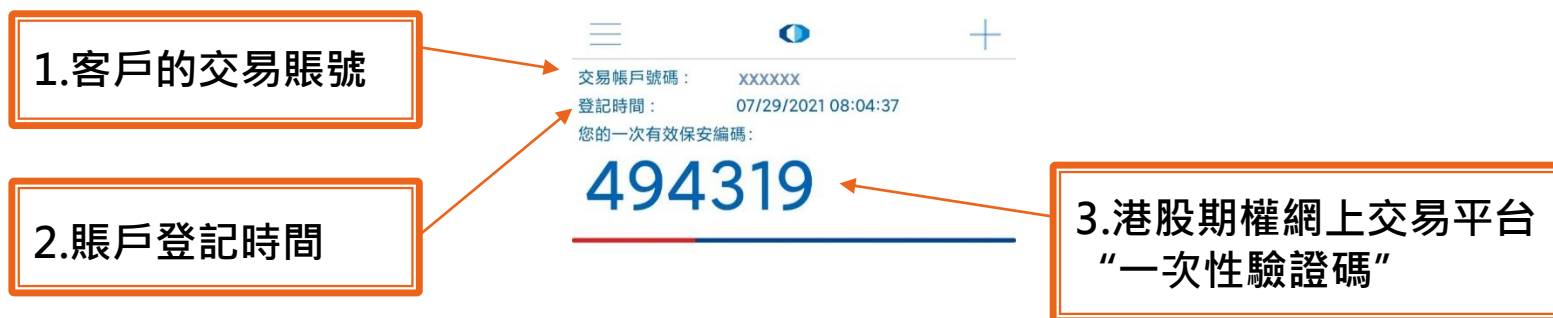 1.客戶的交易賬號
交易帳戶號碼： xxxxxx
登記時間： 07/29/2021 08:04:37
您的一次有效保安編碼：
494319
2.賬戶登記時間
3.港股期權網上交易平台
“一次性驗證碼”